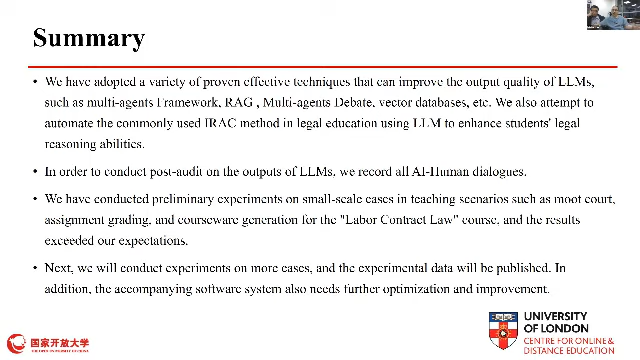 Summary
• We have adopted a variety of proven effective techniques that can improve the output quality of LLMs,
such as multi-agents Framework, RAG , Multi-agents Debate, vector databases, etc. We also attempt to
automate the commonly used IRAC method in legal education using LLM to enhance students' legal
reasoning abilities.
• In order to conduct post-audit on the outputs of LLMs, we record all AI-Human dialogues.
• We have conducted preliminary experiments on small-scale cases in teaching scenarios such as moot court,
assignment grading, and courseware generation for the "Labor Contract Law" course, and the results
exceeded our expectations.
• Next, we will conduct experiments on more cases, and the experimental data will be published. In
addition, the accompanying software system also needs further optimization and improvement.
国家开放大学
THE OPEN UNIVERSITY OF CHINA
UNIVERSITY
OF LONDON
CENTRE FOR ONLINE &
DISTANCE EDUCATION